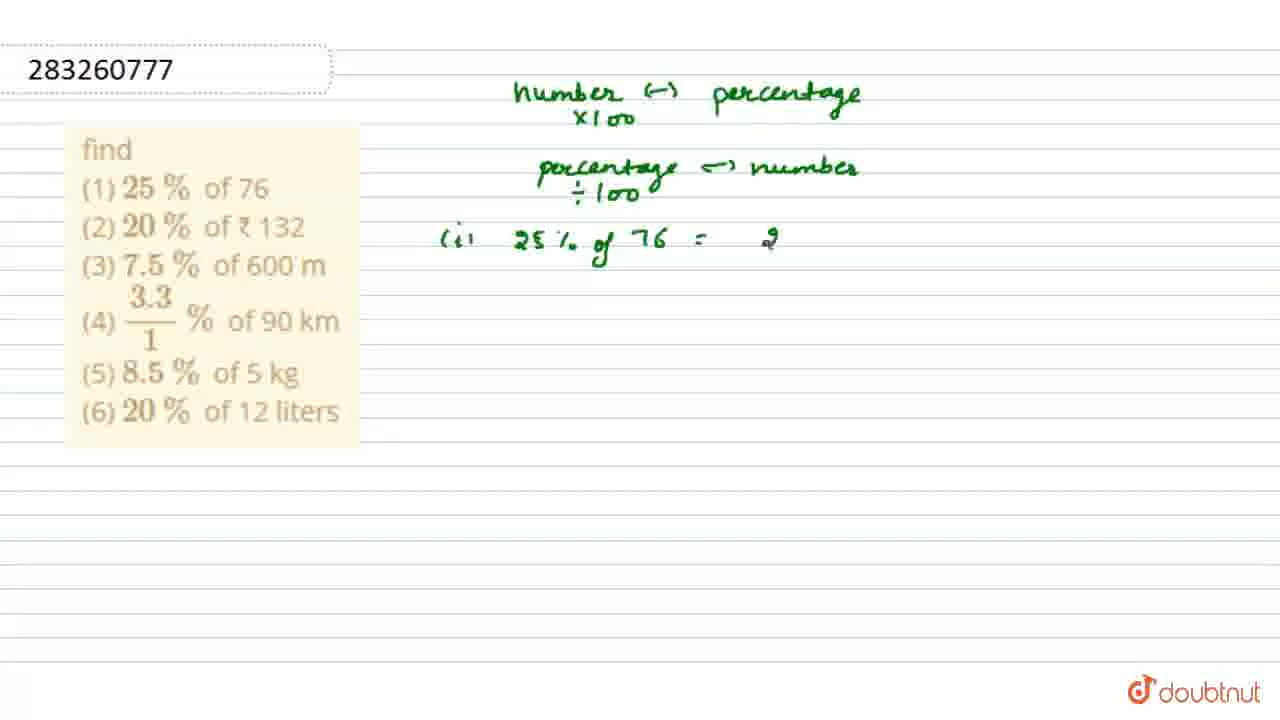 283260777
number ↔ percentage
×100
percentage ↔ number
÷100
find
(1) 25 % of 76
(2) 20 % of ₹ 132
(3) 7.5 % of 600 m
(4) 3.3/1 % of 90 km
(5) 8.5 % of 5 kg
(6) 20 % of 12 liters
(i) 25 % of 76 = 2
doubtnut